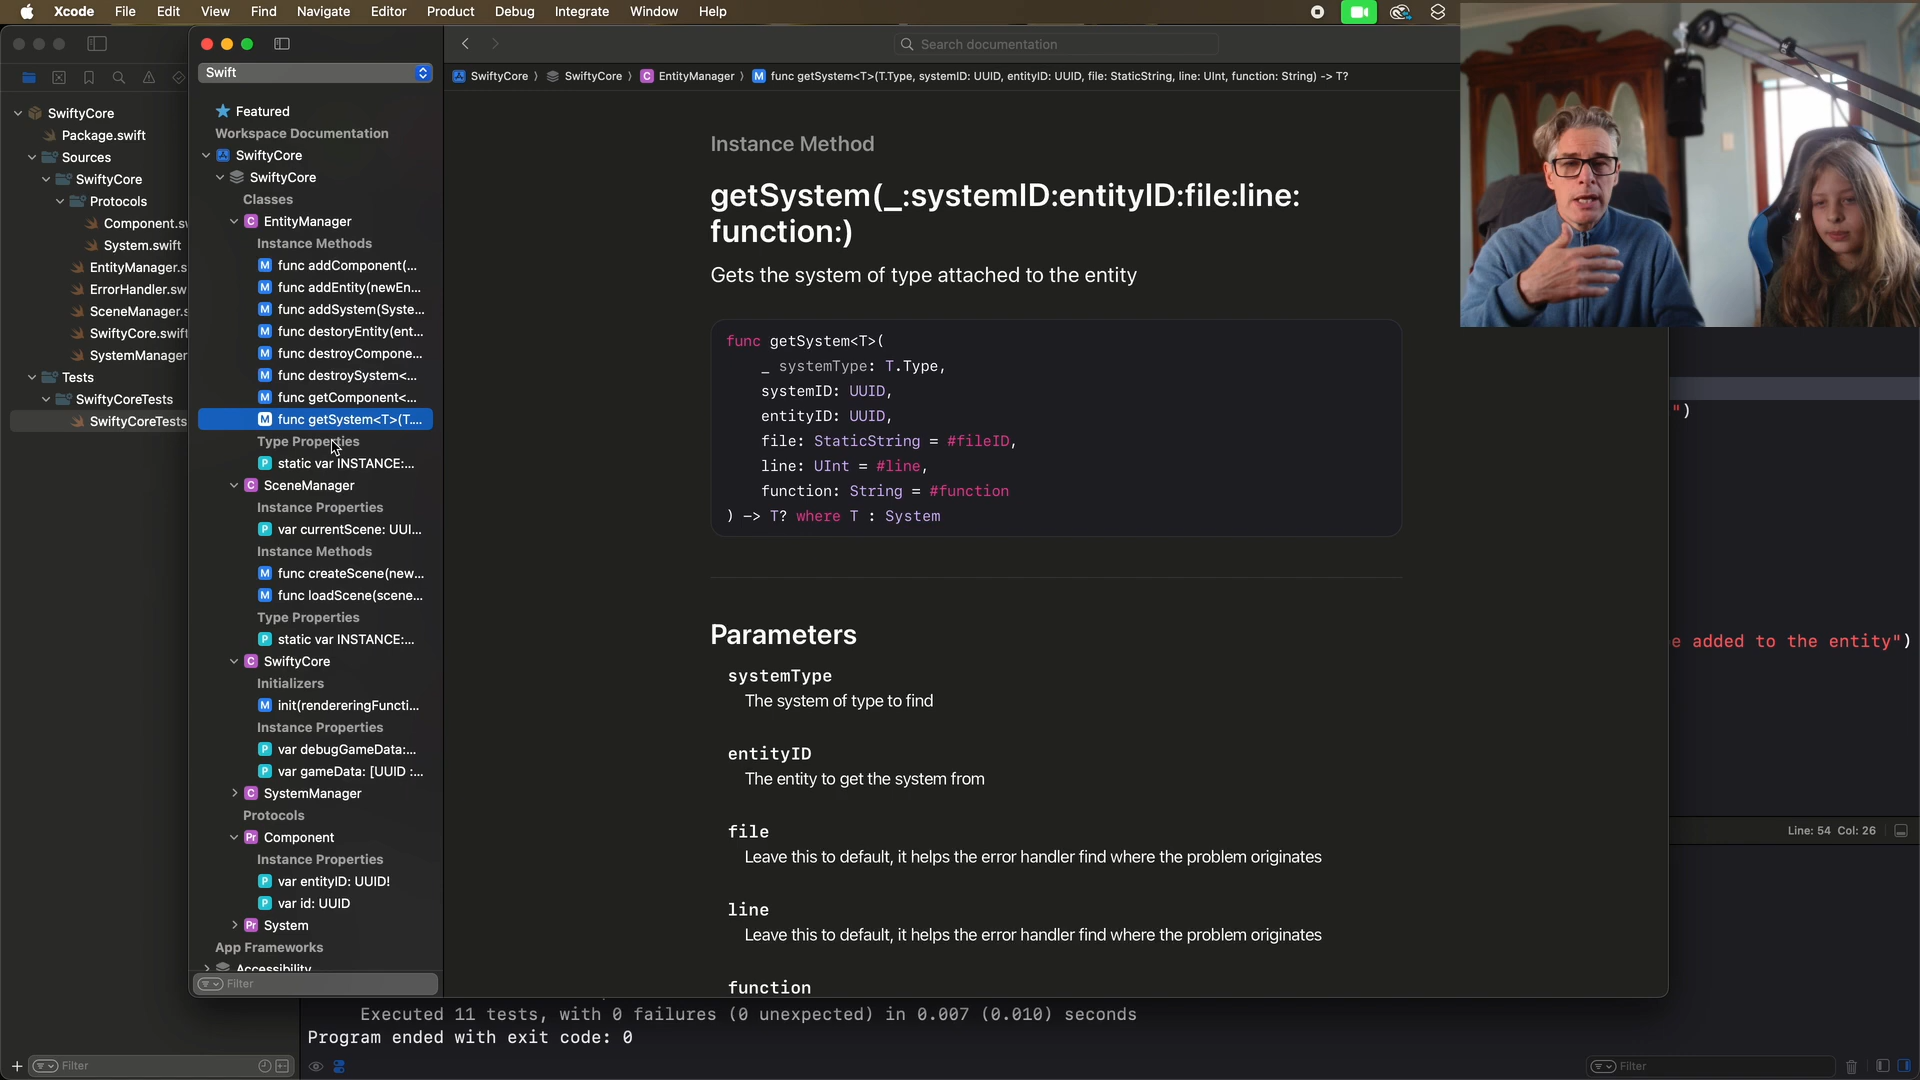 Xcode File Edit View Find Navigate Editor Product Debug Integrate Window Help
SwiftyCore
Package.swift
Sources
SwiftyCore
Protocols
Component.sw
System.swift
EntityManager.s
ErrorHandler.sw
SceneManager.s
SwiftyCore.swift
SystemManager
Tests
SwiftyCoreTests
SwiftyCoreTests
Filter
Swift
Featured
Workspace Documentation
SwiftyCore
SwiftyCore
Classes
EntityManager
Instance Methods
func addComponent(...
func addEntity(newEn...
func addSystem(Syste...
func destoryEntity(ent...
func destroyCompone...
func destroySystem<...
func getComponent<...
func getSystem<T>(T....
Type Properties
static var INSTANCE:...
SceneManager
Instance Properties
var currentScene: UUI...
Instance Methods
func createScene(new...
func loadScene(scene...
Type Properties
static var INSTANCE:...
SwiftyCore
Initializers
init(rendereringFuncti...
Instance Properties
var debugGameData:...
var gameData: [UUID :...
SystemManager
Protocols
Component
Instance Properties
var entityID: UUID!
var id: UUID
System
App Frameworks
Accessibility
Filter
Search documentation
SwiftyCore SwiftyCore EntityManager func getSystem<T>(T.Type, systemID: UUID, entityID: UUID, file: StaticString, line: UInt, function: String) -> T?
Instance Method
getSystem(_:systemID:entityID:file:line:
function:)
Gets the system of type attached to the entity
func getSystem<T>(
_ systemType: T.Type,
systemID: UUID,
entityID: UUID,
file: StaticString = #fileID,
line: UInt = #line,
function: String = #function
) -> T? where T : System
Parameters
systemType
The system of type to find
entityID
The entity to get the system from
file
Leave this to default, it helps the error handler find where the problem originates
line
Leave this to default, it helps the error handler find where the problem originates
function
")
e added to the entity")
Line: 54 Col: 26
Executed 11 tests, with 0 failures (0 unexpected) in 0.007 (0.010) seconds
Program ended with exit code: 0
Filter